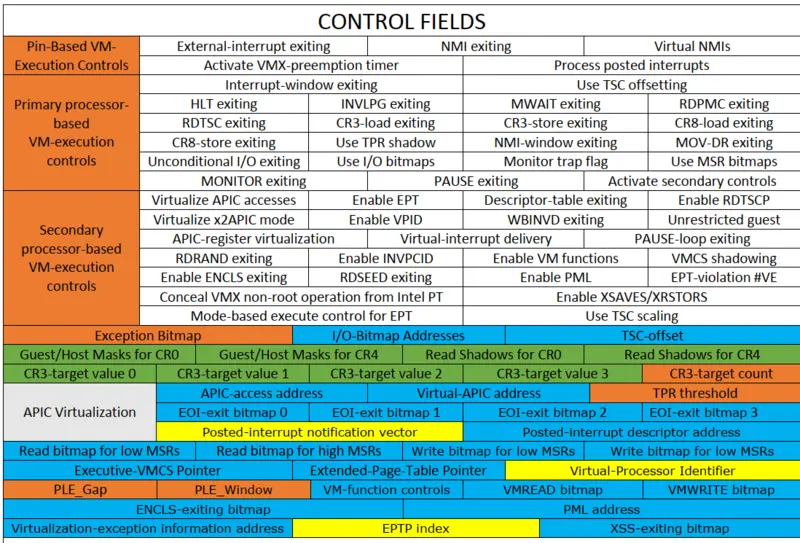 CONTROL FIELDS
Pin-Based VM-Execution Controls
External-interrupt exiting NMI exiting Virtual NMIs
Activate VMX-preemption timer Process posted interrupts
Primary processor-based VM-execution controls
Interrupt-window exiting Use TSC offsetting
HLT exiting INVLPG exiting MWAIT exiting RDPMC exiting
RDTSC exiting CR3-load exiting CR3-store exiting CR8-load exiting
CR8-store exiting Use TPR shadow NMI-window exiting MOV-DR exiting
Unconditional I/O exiting Use I/O bitmaps Monitor trap flag Use MSR bitmaps
MONITOR exiting PAUSE exiting Activate secondary controls
Secondary processor-based VM-execution controls
Virtualize APIC accesses Enable EPT Descriptor-table exiting Enable RDTSCP
Virtualize x2APIC mode Enable VPID WBINVD exiting Unrestricted guest
APIC-register virtualization Virtual-interrupt delivery PAUSE-loop exiting
RDRAND exiting Enable INVPCID Enable VM functions VMCS shadowing
Enable ENCLS exiting RDSEED exiting Enable PML EPT-violation #VE
Conceal VMX non-root operation from Intel PT Enable XSAVES/XRSTORS
Mode-based execute control for EPT Use TSC scaling
Exception Bitmap I/O-Bitmap Addresses TSC-offset
Guest/Host Masks for CR0 Guest/Host Masks for CR4 Read Shadows for CR0 Read Shadows for CR4
CR3-target value 0 CR3-target value 1 CR3-target value 2 CR3-target value 3 CR3-target count
APIC Virtualization
APIC-access address Virtual-APIC address TPR threshold
EOI-exit bitmap 0 EOI-exit bitmap 1 EOI-exit bitmap 2 EOI-exit bitmap 3
Posted-interrupt notification vector Posted-interrupt descriptor address
Read bitmap for low MSRs Read bitmap for high MSRs Write bitmap for low MSRs Write bitmap for low MSRs
Executive-VMCS Pointer Extended-Page-Table Pointer Virtual-Processor Identifier
PLE_Gap PLE_Window VM-function controls VMREAD bitmap VMWRITE bitmap
ENCLS-exiting bitmap PML address
Virtualization-exception information address EPTP index XSS-exiting bitmap